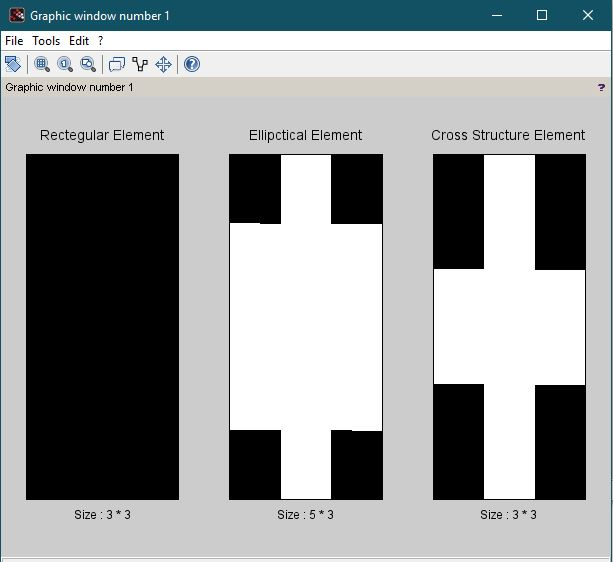 Graphic window number 1
File Tools Edit ?
Graphic window number 1 ?
Rectegular Element Ellipctical Element Cross Structure Element
Size : 3 * 3 Size : 5 * 3 Size : 3 * 3